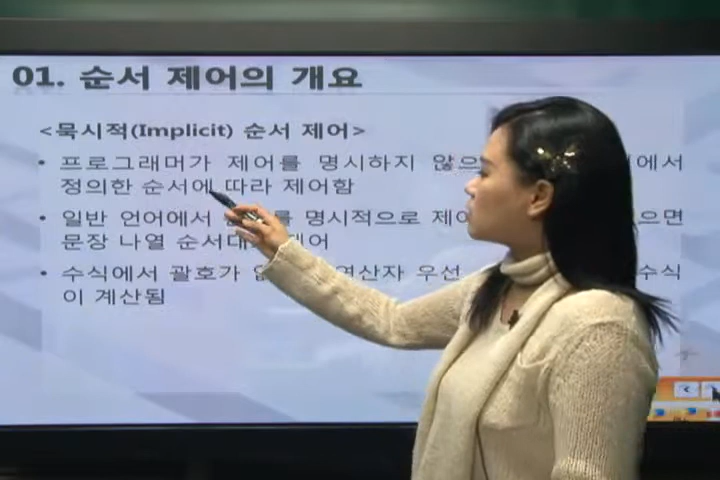 01. 순서 제어의 개요
<묵시적(Implicit) 순서 제어>
• 프로그래머가 제어를 명시하지 않으 에서
정의한 순서에 따라 제어함
• 일반 언어에서 를 명시적으로 제어 으면
문장 나열 순서대 제어
• 수식에서 괄호가 연산자 우선 수식
이 계산됨